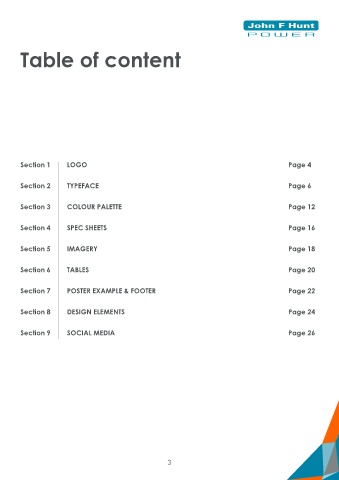 John F Hunt
POWER
Table of content
Section 1 LOGO Page 4
Section 2 TYPEFACE Page 6
Section 3 COLOUR PALETTE Page 12
Section 4 SPEC SHEETS Page 16
Section 5 IMAGERY Page 18
Section 6 TABLES Page 20
Section 7 POSTER EXAMPLE & FOOTER Page 22
Section 8 DESIGN ELEMENTS Page 24
Section 9 SOCIAL MEDIA Page 26
3